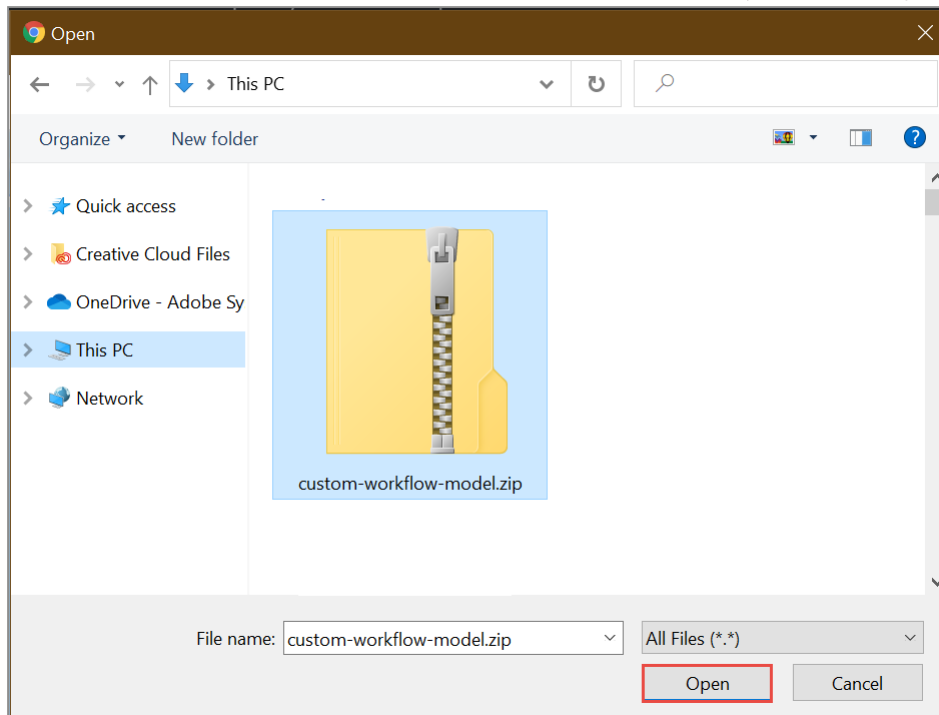 Open
This PC
Organize New folder
Quick access
Creative Cloud Files
OneDrive - Adobe Sy
This PC
Network
custom-workflow-model.zip
File name: custom-workflow-model.zip All Files (*.*)
Open Cancel